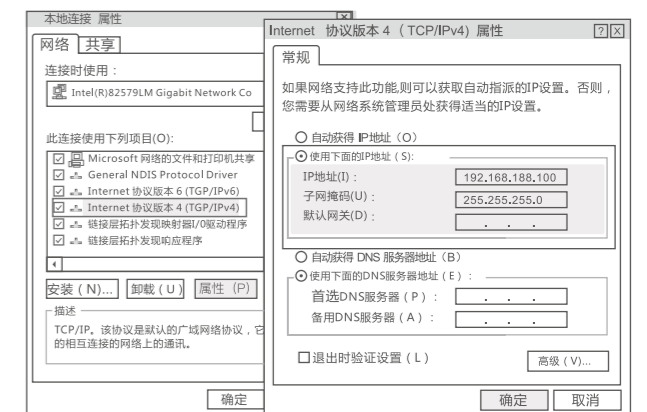 本地连接 属性
网络 共享
连接时使用：
Intel(R)82579LM Gigabit Network Co
此连接使用下列项目(O):
Microsoft 网络的文件和打印机共享
General NDIS Protocol Driver
Internet 协议版本 6 (TGP/IPv6)
Internet 协议版本 4 (TGP/IPv4)
链接层拓扑发现映射器I/0驱动程序
链接层拓扑发现响应程序
安装（N)... 卸载（U） 属性（P）
描述
TCP/IP。该协议是默认的广域网络协议，它
的相互连接的网络上的通讯。
确定
Internet 协议版本 4（TCP/IPv4) 属性
常规
如果网络支持此功能,则可以获取自动指派的IP设置。否则，
您需要从网络系统管理员处获得适当的IP设置。
自动获得 IP地址（O）
使用下面的IP地址（S):
IP地址(I)： 192.168.188.100
子网掩码(U)： 255.255.255.0
默认网关(D)： . . .
自动获得 DNS 服务器地址（B）
使用下面的DNS服务器地址（E）：
首选DNS服务器（P）： . . .
备用DNS服务器（A）： . . .
退出时验证设置（L）
高级（V)...
确定 取消